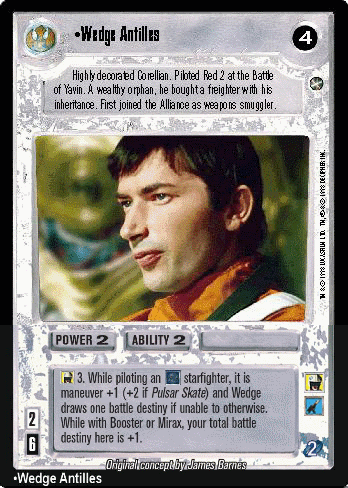 •Wedge Antilles
4
Highly decorated Corellian. Piloted Red 2 at the Battle
of Yavin. A wealthy orphan, he bought a freighter with his
inheritance. First joined the Alliance as weapons smuggler.
POWER 2 ABILITY 2
3. While piloting an starfighter, it is
maneuver +1 (+2 if Pulsar Skate) and Wedge
draws one battle destiny if unable to otherwise.
While with Booster or Mirax, your total
battle destiny here is +1.
2
6
2
Original concept by James Barnes
•Wedge Antilles